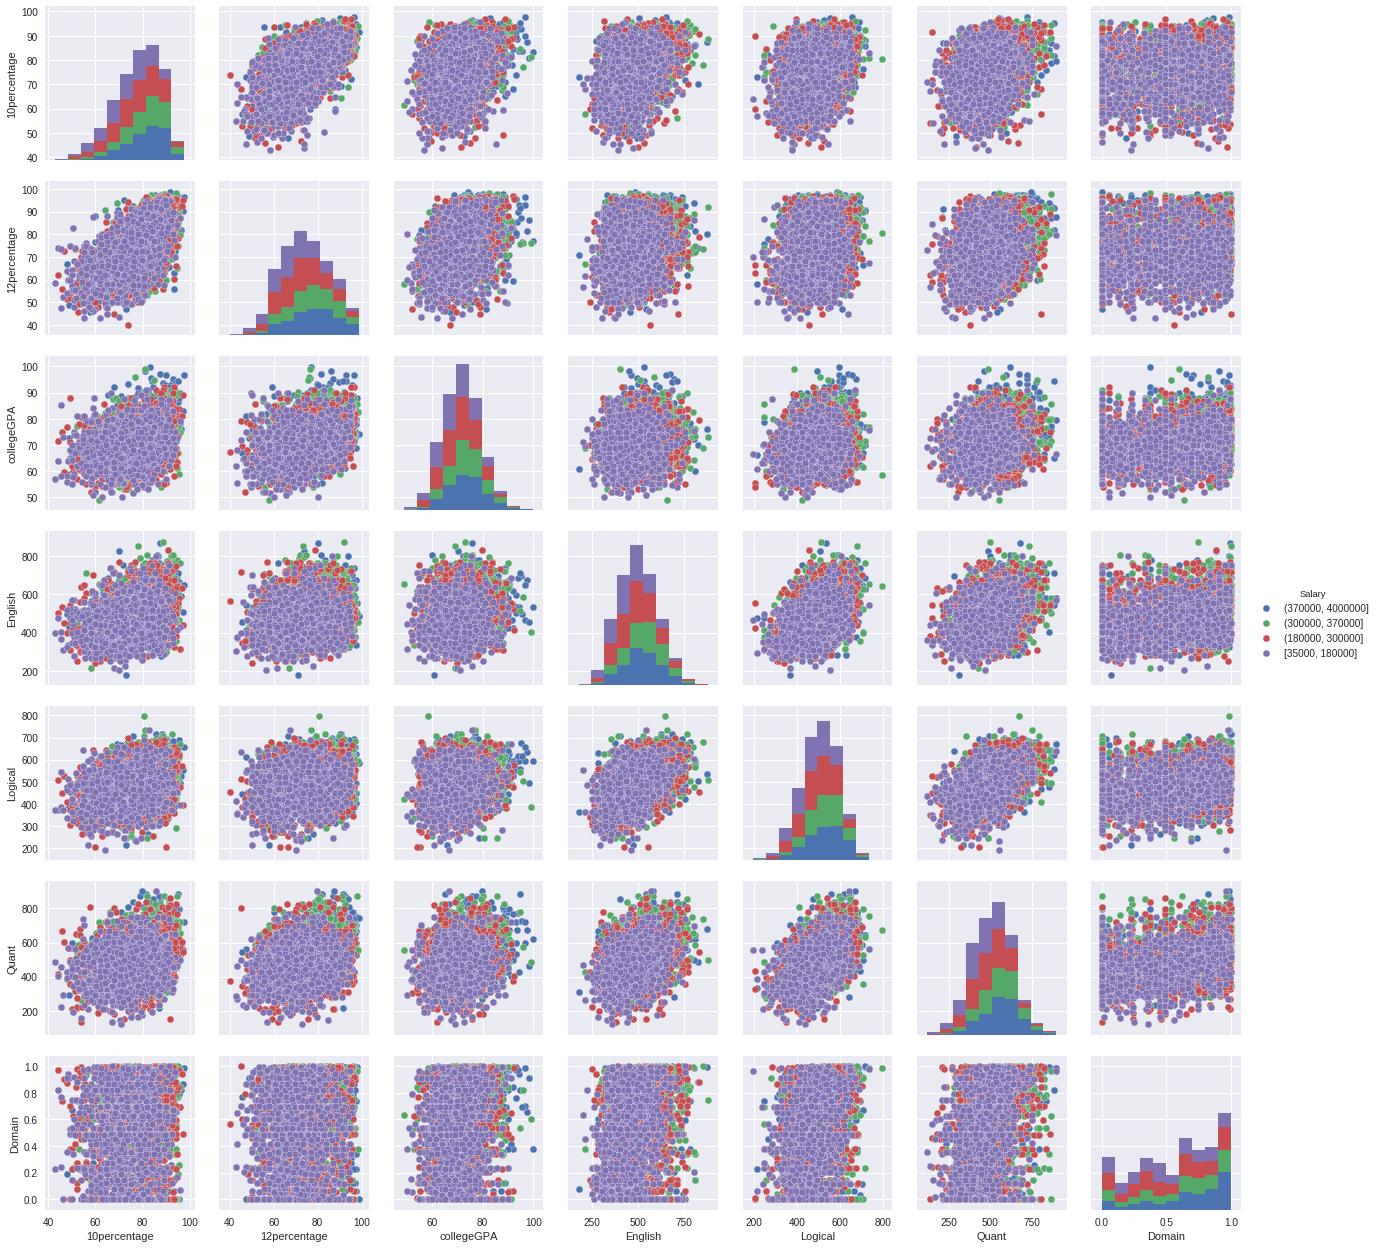 100
90
80
70
60
50
40
10percentage
100
90
80
70
60
50
40
12percentage
100
90
80
70
60
50
collegeGPA
800
600
400
200
English
Salary
(370000, 4000000]
(300000, 370000]
(180000, 300000]
[35000, 180000]
800
700
600
500
400
300
200
Logical
800
600
400
200
Quant
1.0
0.8
0.6
0.4
0.2
0.0
Domain
40 60 80 100
40 60 80 100
60 80 100
250 500 750
200 400 600 800
250 500 750
0.0 0.5 1.0
10percentage
12percentage
collegeGPA
English
Logical
Quant
Domain